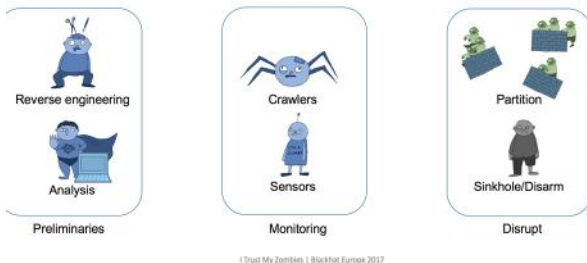 Reverse engineering
Analysis
Preliminaries
Crawlers
Sensors
Monitoring
Partition
Sinkhole/Disarm
Disrupt
I Trust My Zombies | Blackhat Europe 2017